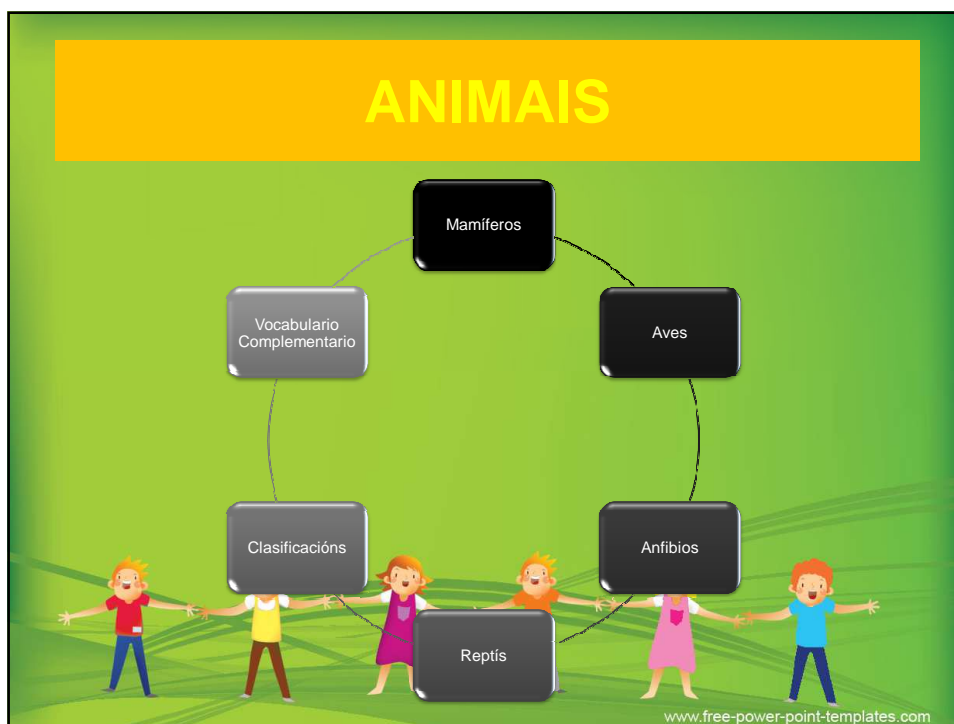 ANIMAIS
Mamíferos
Aves
Anfibios
Reptís
Clasificacións
Vocabulario
Complementario
www.free-power-point-templates.com